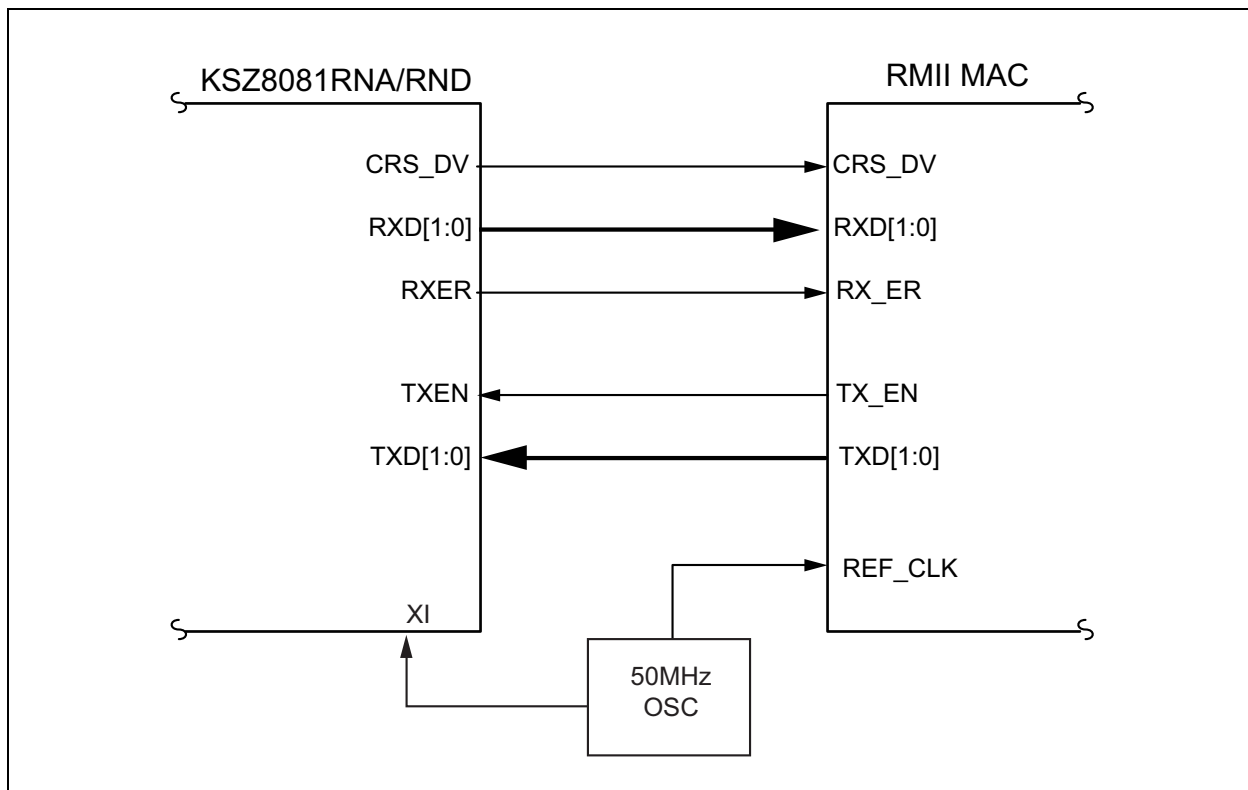 KSZ8081RNA/RND
RMII MAC
CRS_DV
CRS_DV
RXD[1:0]
RXD[1:0]
RXER
RX_ER
TXEN
TX_EN
TXD[1:0]
TXD[1:0]
REF_CLK
XI
50MHz
OSC